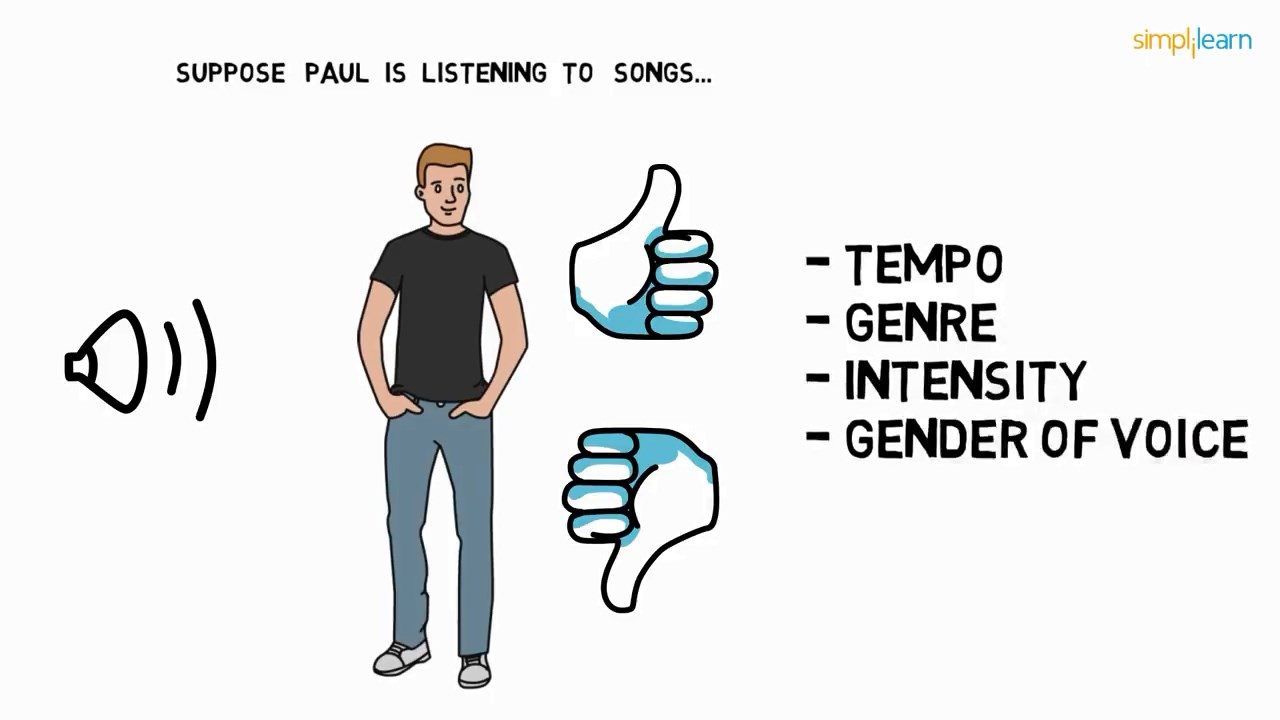 simplilearn
SUPPOSE PAUL IS LISTENING TO SONGS...
- TEMPO
- GENRE
- INTENSITY
- GENDER OF VOICE